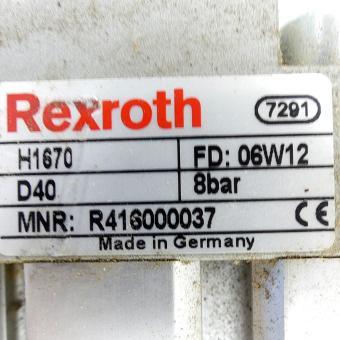 Rexroth 7291
H1670 FD: 06W12
D40 8bar
MNR: R416000037 CE
Made in Germany